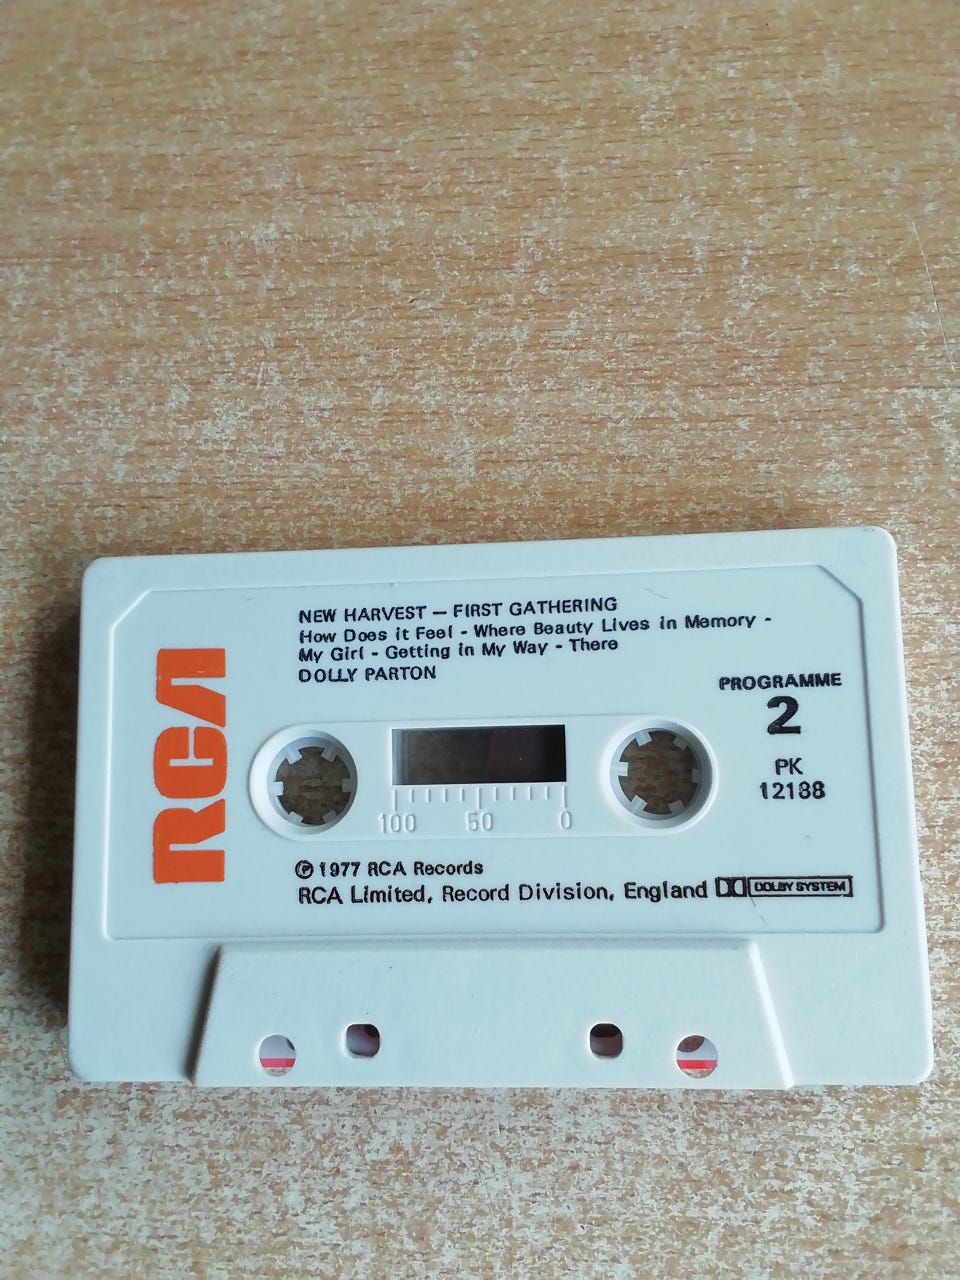 NEW HARVEST — FIRST GATHERING
How Does it Feel - Where Beauty Lives in Memory -
My Girl - Getting in My Way - There
DOLLY PARTON
RCA
PROGRAMME
2
PK
12188
100 50 0
℗ 1977 RCA Records
RCA Limited, Record Division, England DOLBY SYSTEM